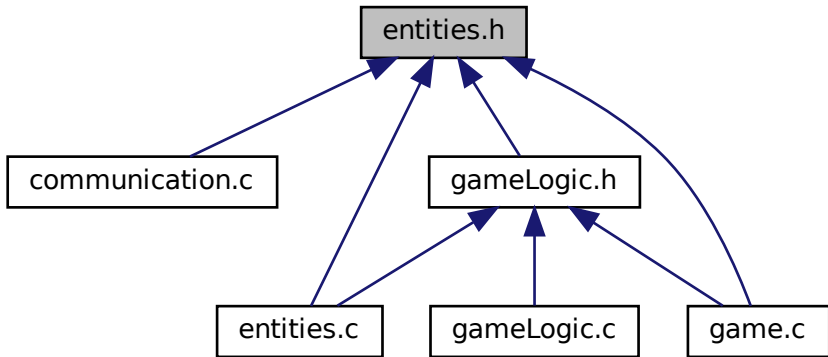 entities.h
communication.c
gameLogic.h
entities.c
gameLogic.c
game.c